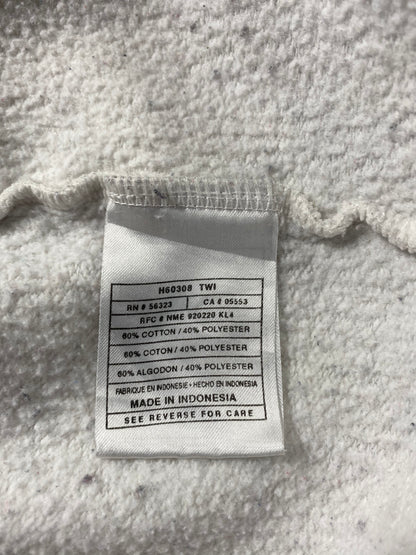 H60308 TWI
RN # 56323 CA # 05553
RFC # NME 920220 KL4
60% COTTON / 40% POLYESTER
60% COTON / 40% POLYESTER
60% ALGODON / 40% POLYESTER
FABRIQUE EN INDONESIE • HECHO EN INDONESIA
MADE IN INDONESIA
SEE REVERSE FOR CARE